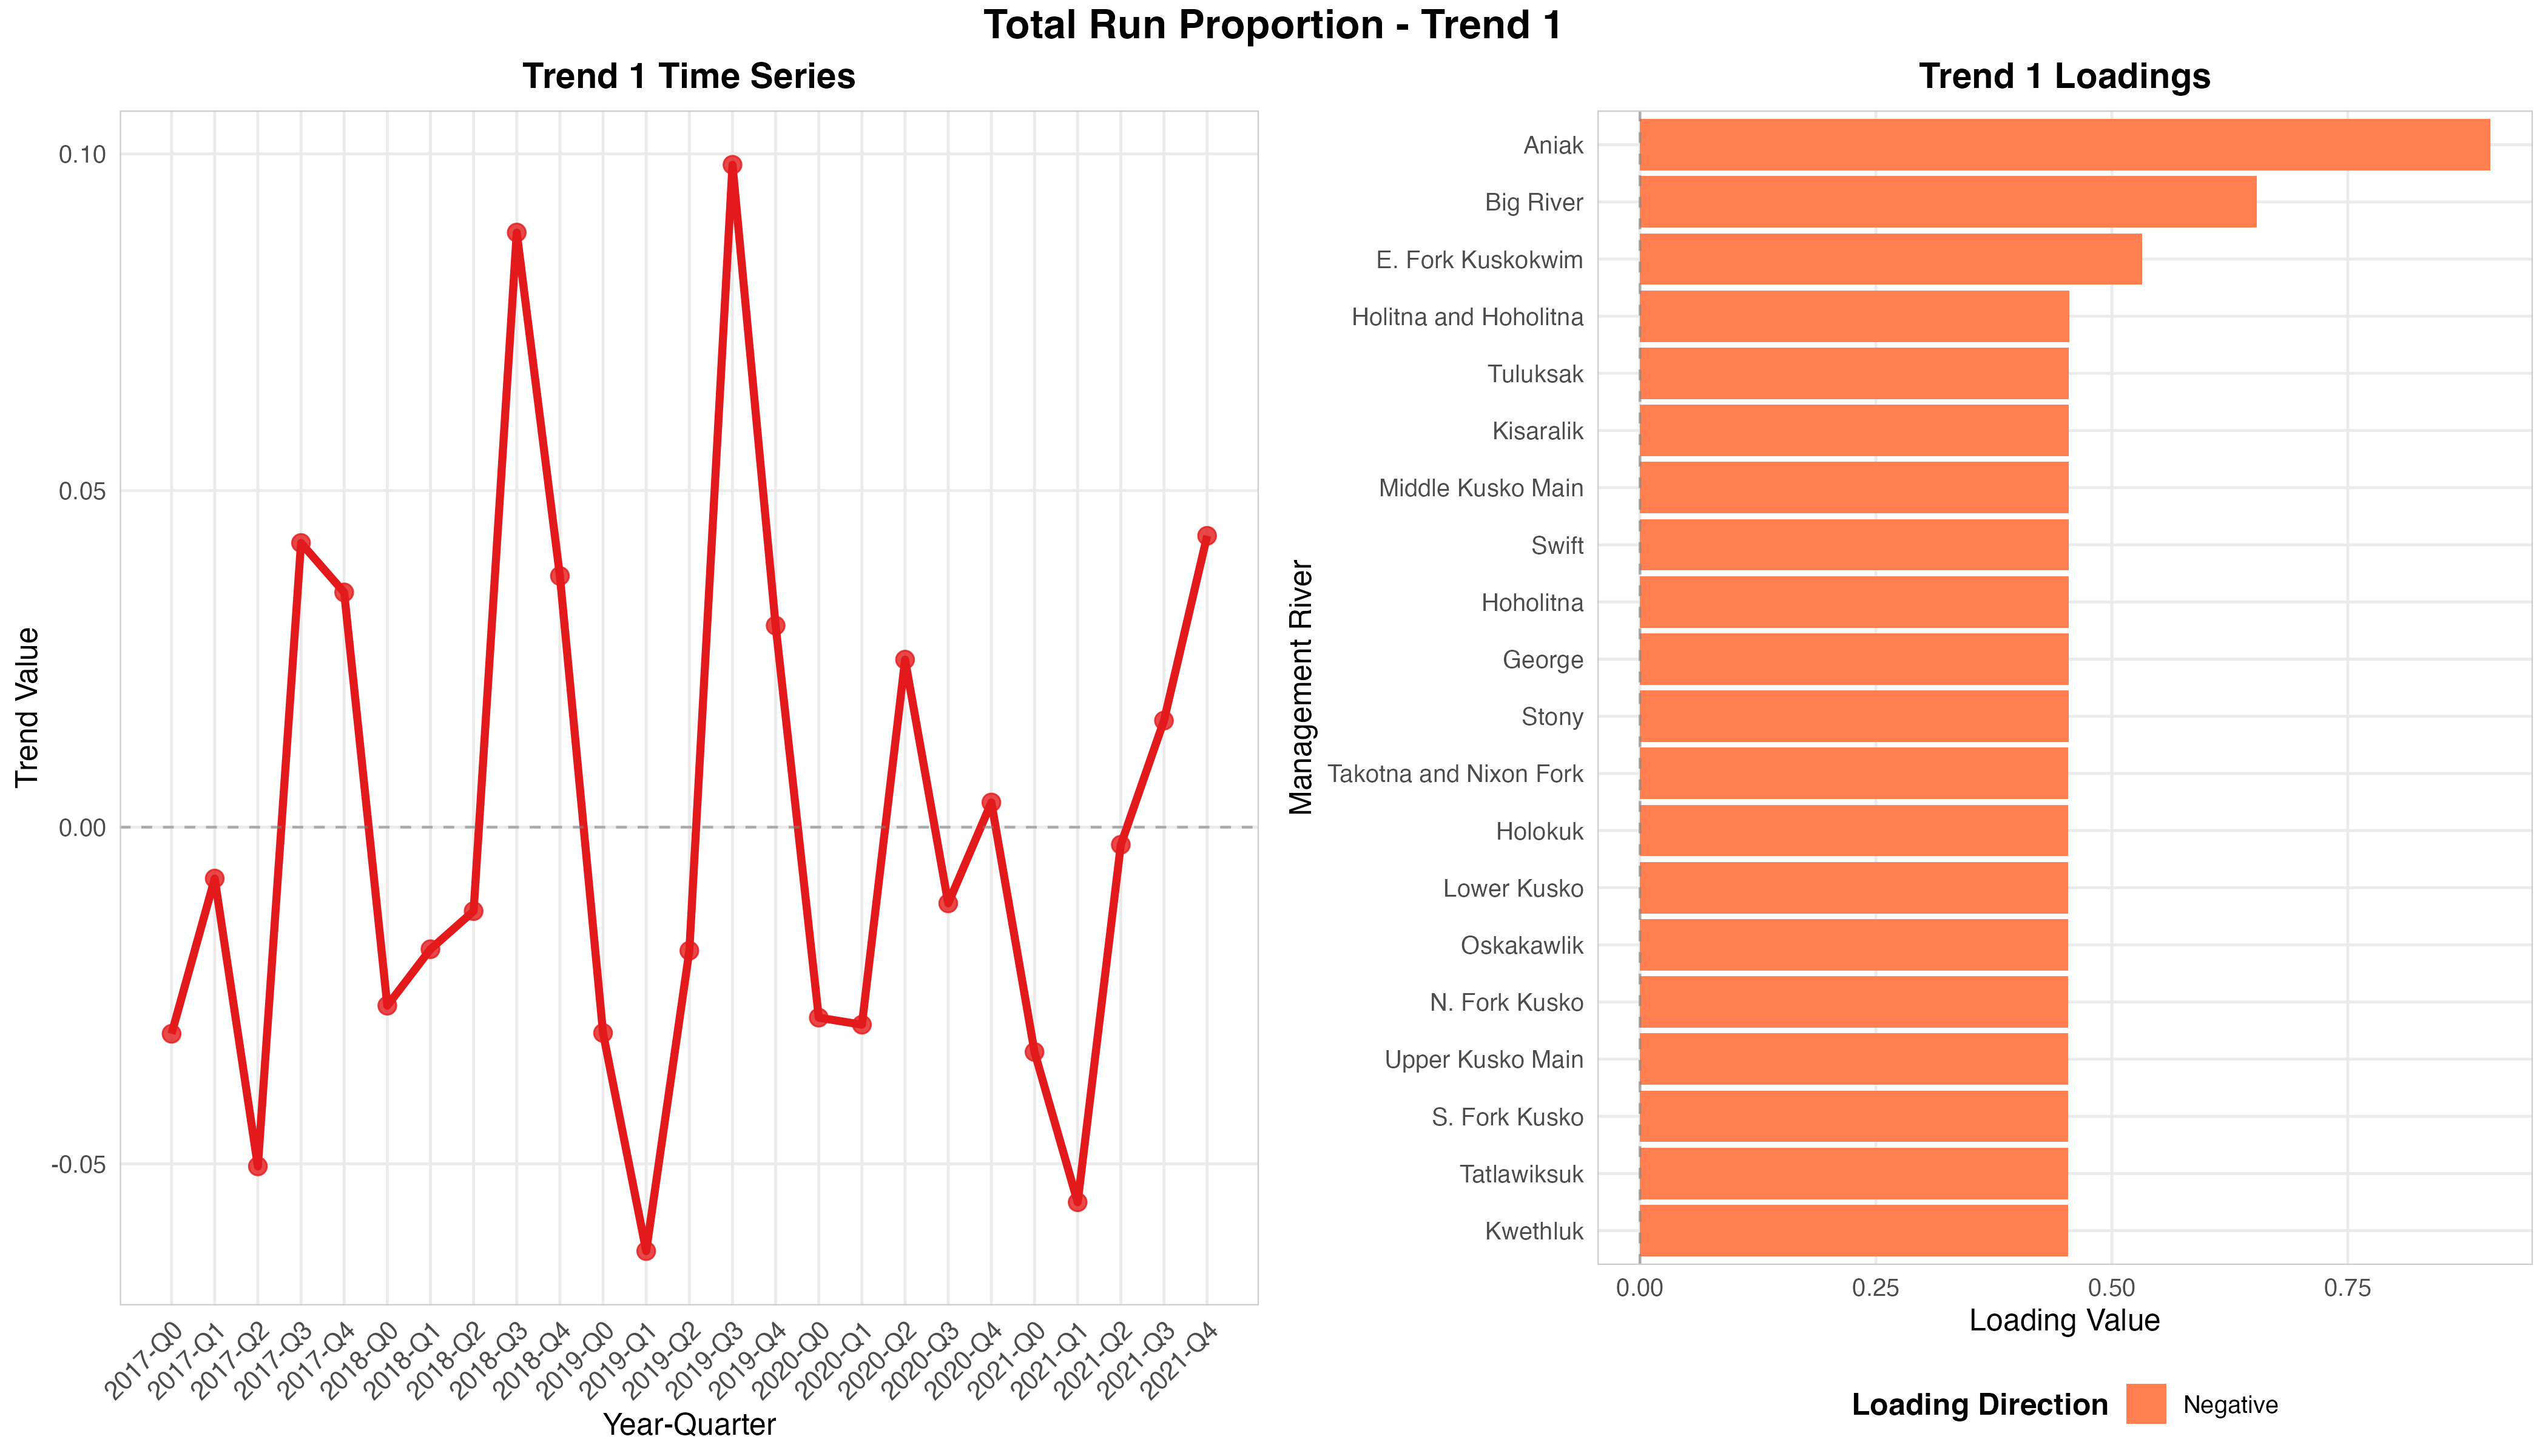 Total Run Proportion - Trend 1
Trend 1 Time Series
Trend Value
0.10
0.05
0.00
-0.05
2017-Q0
2017-Q1
2017-Q2
2017-Q3
2017-Q4
2018-Q0
2018-Q1
2018-Q2
2018-Q3
2018-Q4
2019-Q0
2019-Q1
2019-Q2
2019-Q3
2019-Q4
2020-Q0
2020-Q1
2020-Q2
2020-Q3
2020-Q4
2021-Q0
2021-Q1
2021-Q2
2021-Q3
2021-Q4
Year-Quarter
Trend 1 Loadings
Management River
Aniak
Big River
E. Fork Kuskokwim
Holitna and Hoholitna
Tuluksak
Kisaralik
Middle Kusko Main
Swift
Hoholitna
George
Stony
Takotna and Nixon Fork
Holokuk
Lower Kusko
Oskakawlik
N. Fork Kusko
Upper Kusko Main
S. Fork Kusko
Tatlawiksuk
Kwethluk
0.00
0.25
0.50
0.75
Loading Value
Loading Direction
Negative